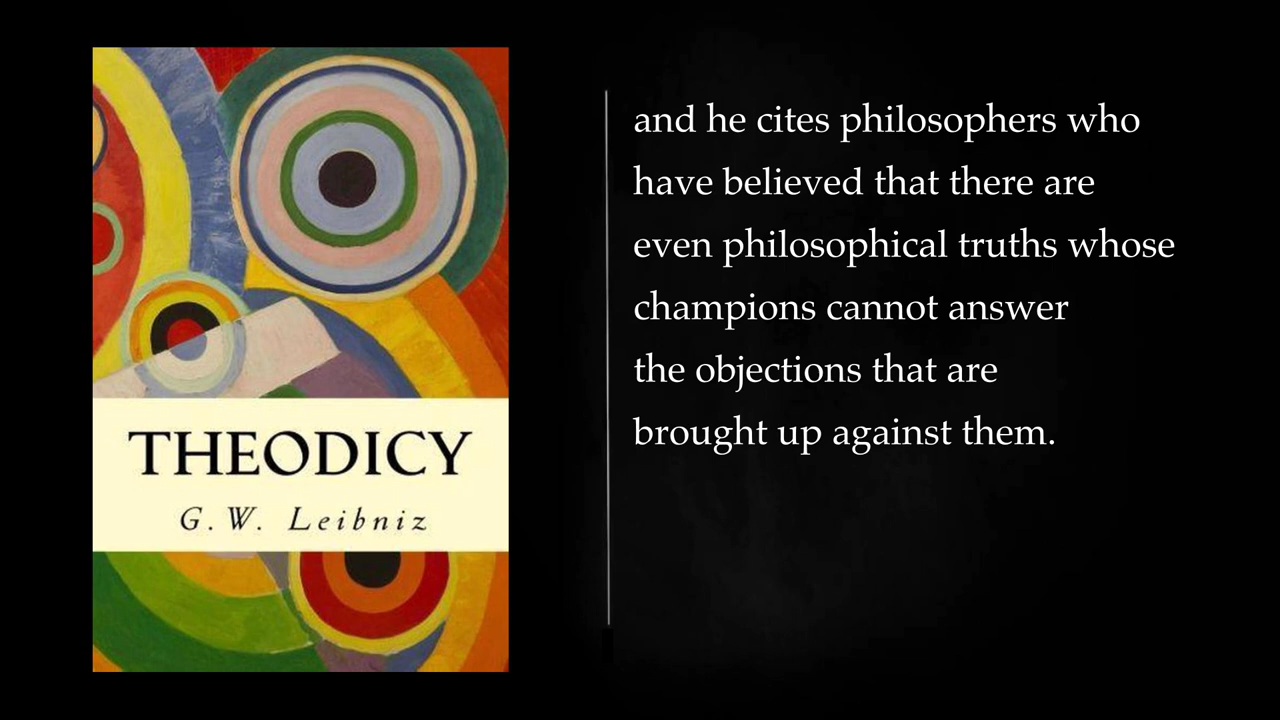 THEODICY
G. W. Leibniz
and he cites philosophers who
have believed that there are
even philosophical truths whose
champions cannot answer
the objections that are
brought up against them.